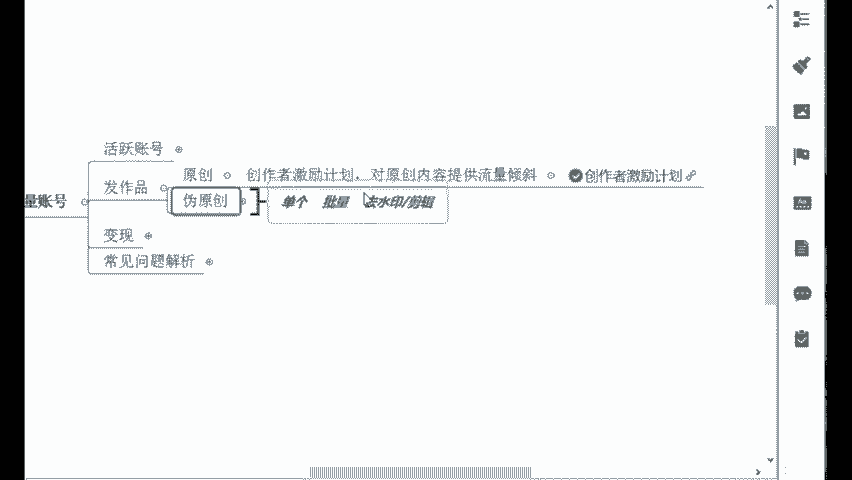 活跃账号
原创 创作者激励计划，对原创内容提供流量倾斜 创作者激励计划
发作品
量账号
伪原创 单个 批量 去水印/剪辑
变现
常见问题解析